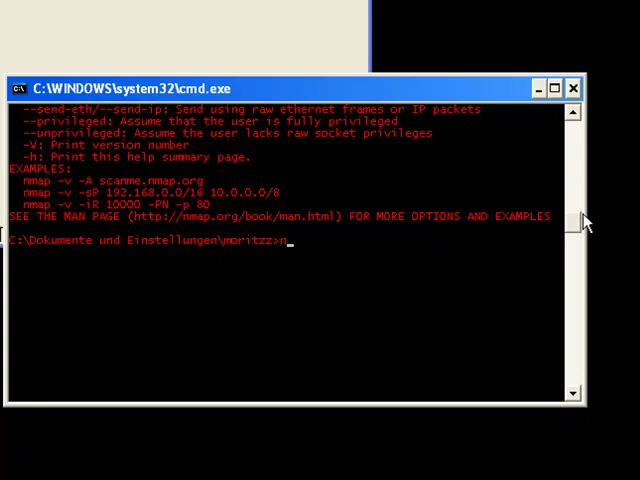 C:\WINDOWS\system32\cmd.exe
--send-eth/--send-ip: Send using raw ethernet frames or IP packets
--privileged: Assume that the user is fully privileged
--unprivileged: Assume the user lacks raw socket privileges
-V: Print version number
-h: Print this help summary page.
EXAMPLES:
nmap -v -A scanme.nmap.org
nmap -v -sP 192.168.0.0/16 10.0.0.0/8
nmap -v -iR 10000 -PN -p 80
SEE THE MAN PAGE (http://nmap.org/book/man.html) FOR MORE OPTIONS AND EXAMPLES
C:\Dokumente und Einstellungen\moritzz>n_